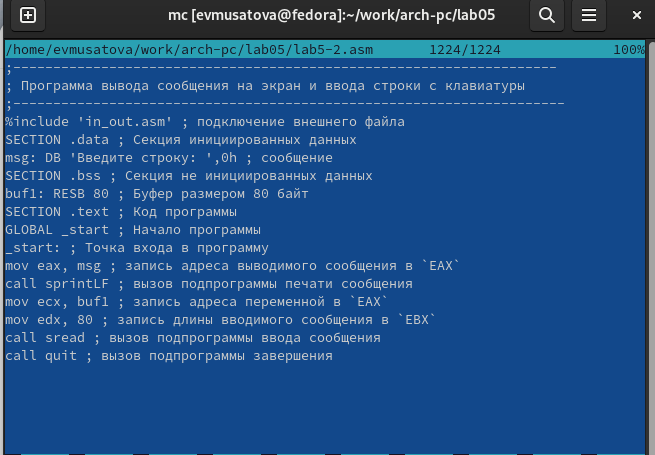 mc [evmusatova@fedora]:~/work/arch-pc/lab05
/home/evmusatova/work/arch-pc/lab05/lab5-2.asm 1224/1224 100%
;--------------------------------------------------------------------
; Программа вывода сообщения на экран и ввода строки с клавиатуры
;---------------------------------------------------------------------
%include 'in_out.asm' ; подключение внешнего файла
SECTION .data ; Секция инициированных данных
msg: DB 'Введите строку: ',0h ; сообщение
SECTION .bss ; Секция не инициированных данных
buf1: RESB 80 ; Буфер размером 80 байт
SECTION .text ; Код программы
GLOBAL _start ; Начало программы
_start: ; Точка входа в программу
mov eax, msg ; запись адреса выводимого сообщения в `EAX`
call sprintLF ; вызов подпрограммы печати сообщения
mov ecx, buf1 ; запись адреса переменной в `EAX`
mov edx, 80 ; запись длины вводимого сообщения в `EBX`
call sread ; вызов подпрограммы ввода сообщения
call quit ; вызов подпрограммы завершения